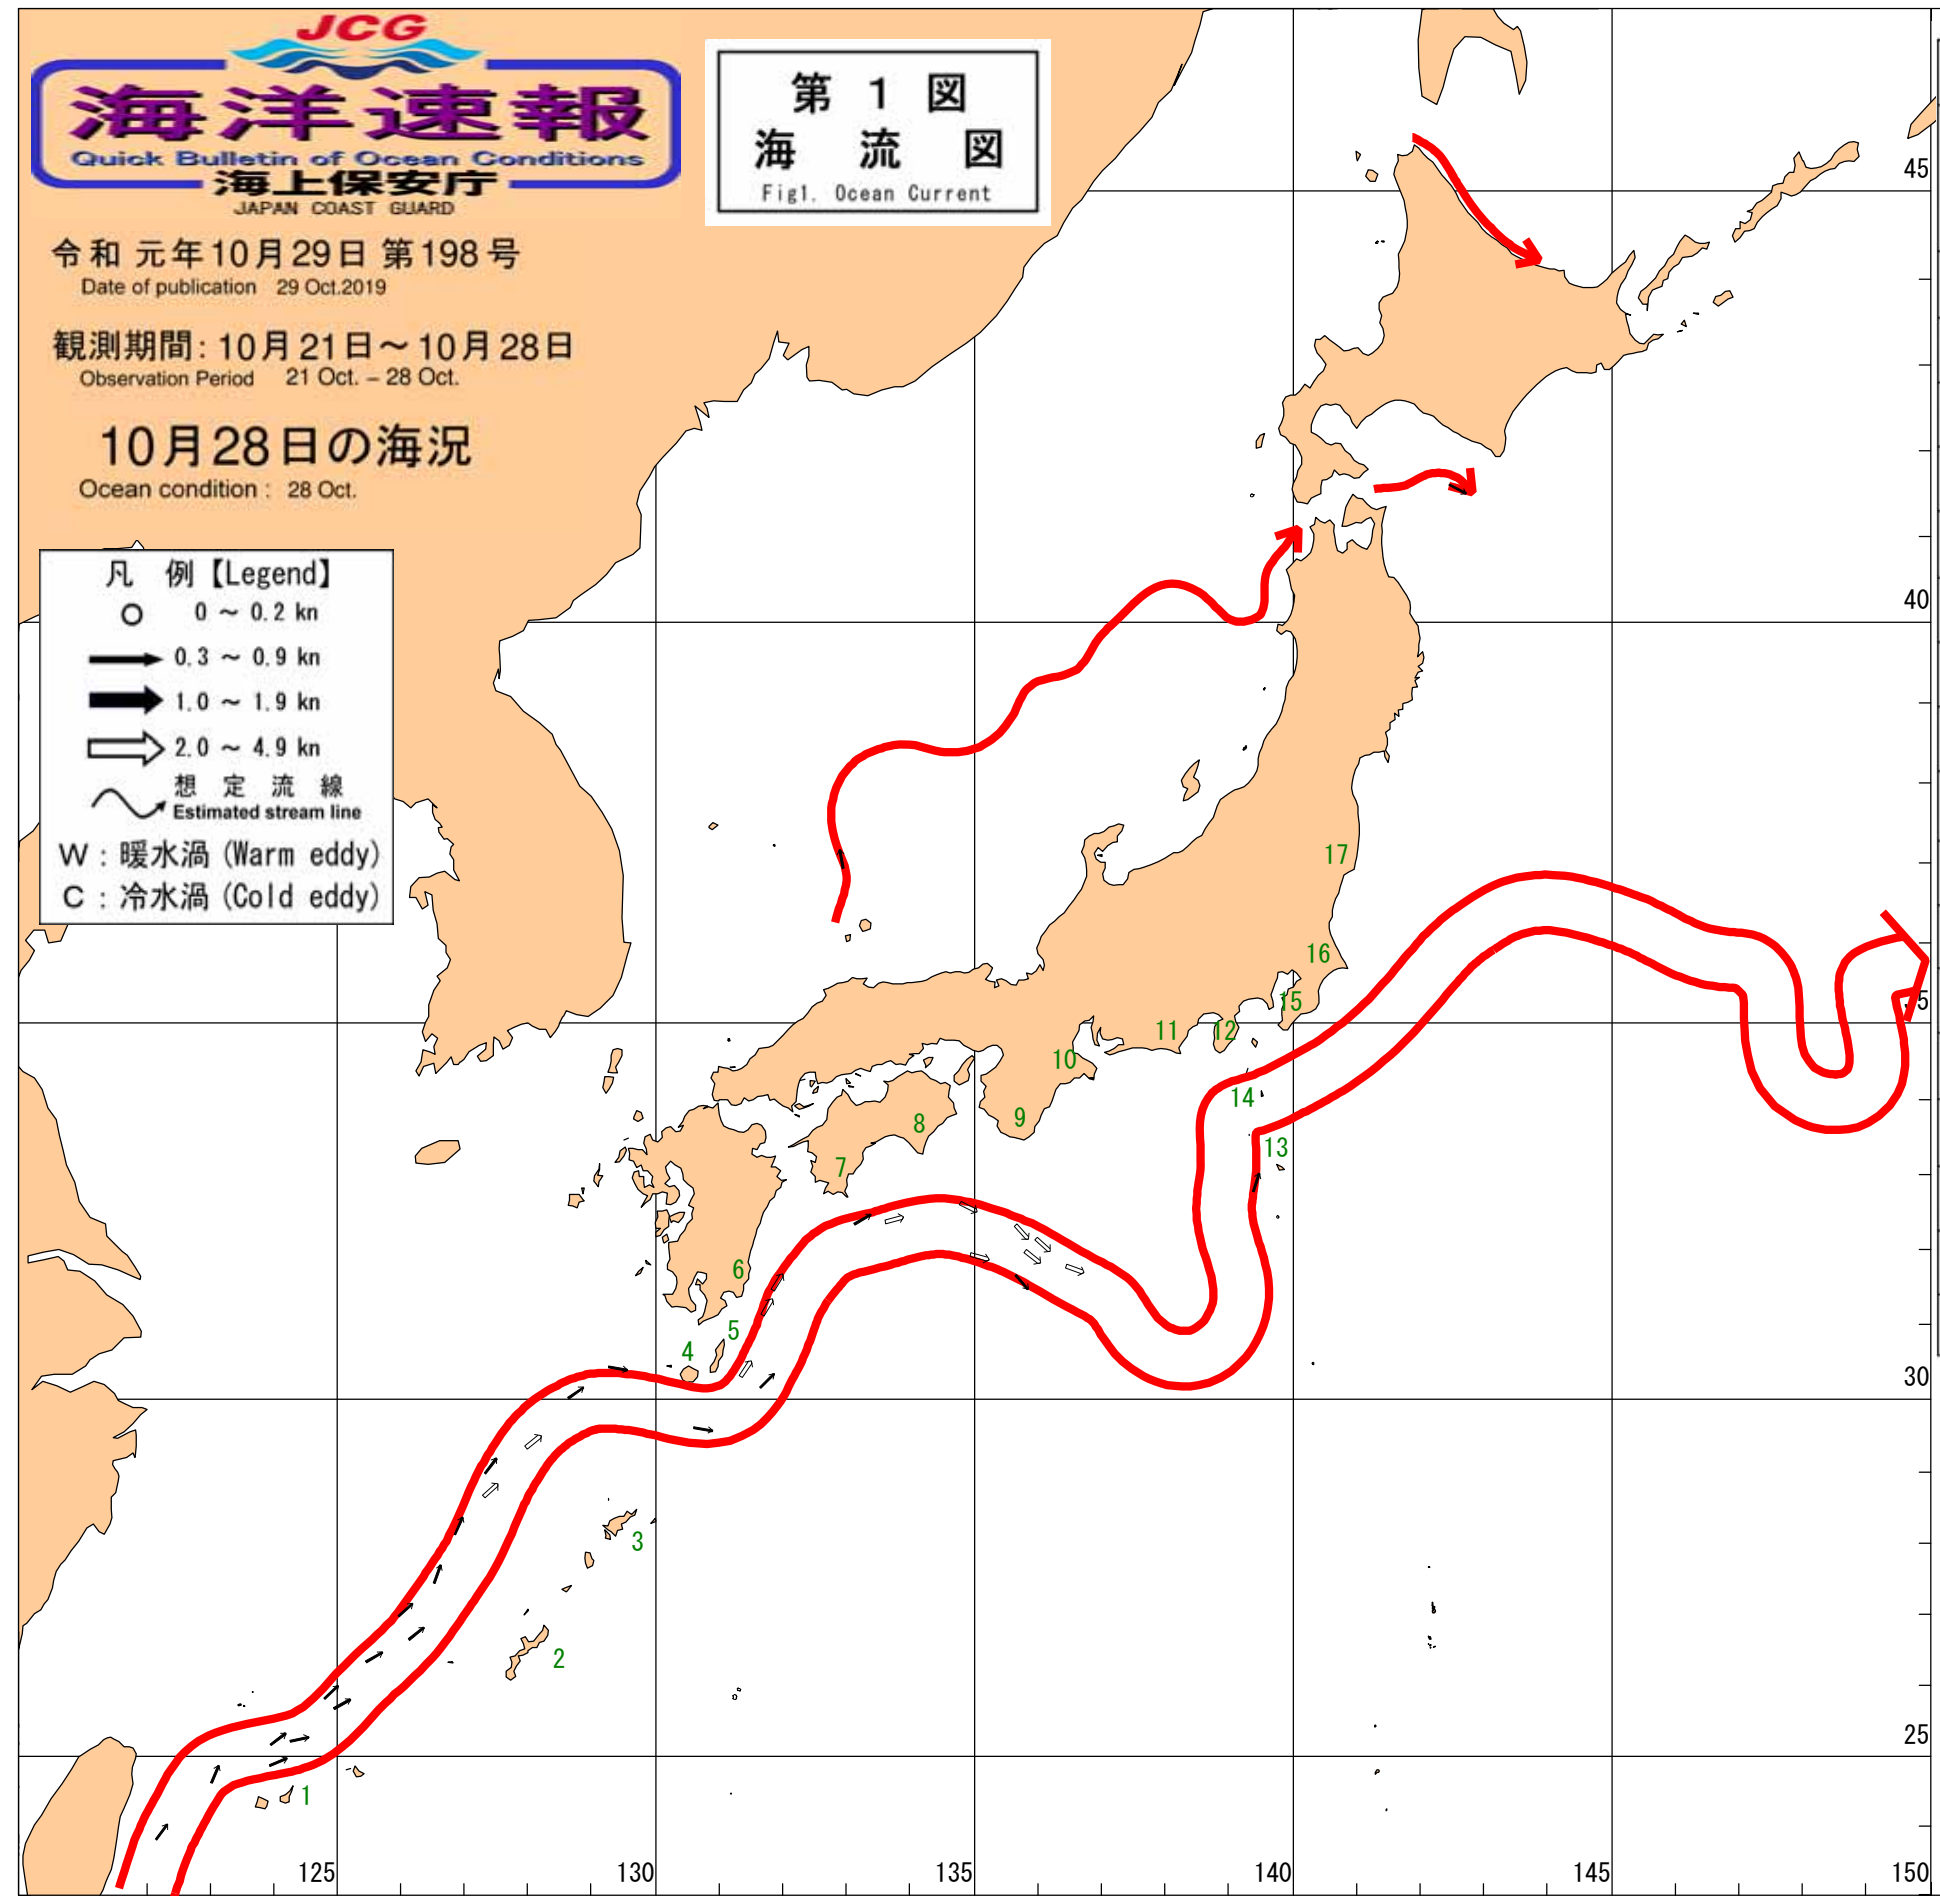 JCG
海洋速報
Quick Bulletin of Ocean Conditions
海上保安庁
JAPAN COAST GUARD
第 1 図
海 流 図
Fig1. Ocean Current
令和 元年10月29日 第198号
Date of publication 29 Oct.2019
観測期間: 10月21日～10月28日
Observation Period 21 Oct. – 28 Oct.
10月28日の海況
Ocean condition : 28 Oct.
凡 例【Legend】
0 ～ 0.2 kn
0.3 ～ 0.9 kn
1.0 ～ 1.9 kn
2.0 ～ 4.9 kn
想 定 流 線
Estimated stream line
W : 暖水渦 (Warm eddy)
C : 冷水渦 (Cold eddy)
45
40
17
16
15
5
11
12
10
14
9
8
13
7
6
5
4
30
3
2
25
1
125
130
135
140
145
150